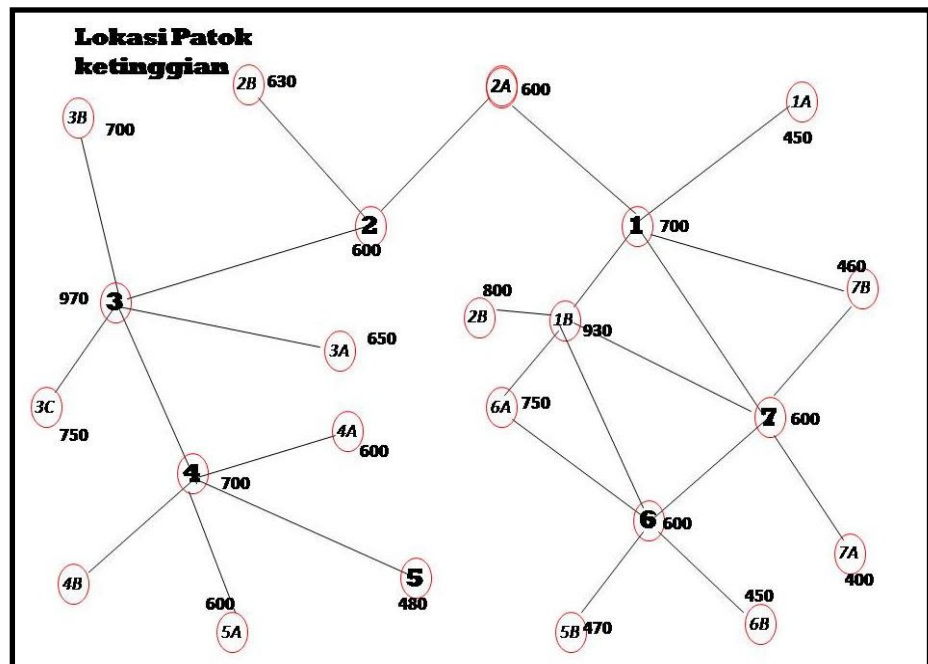 Lokasi Patok
ketinggian
2B 630
2A 600
1A
450
3B
700
2
600
1 700
460
7B
970 3
800
2B
1B 930
650
3A
3C
750
6A 750
7 600
4A
600
4 700
6 600
7A
400
4B
5
480
600
5A
450
6B
5B 470